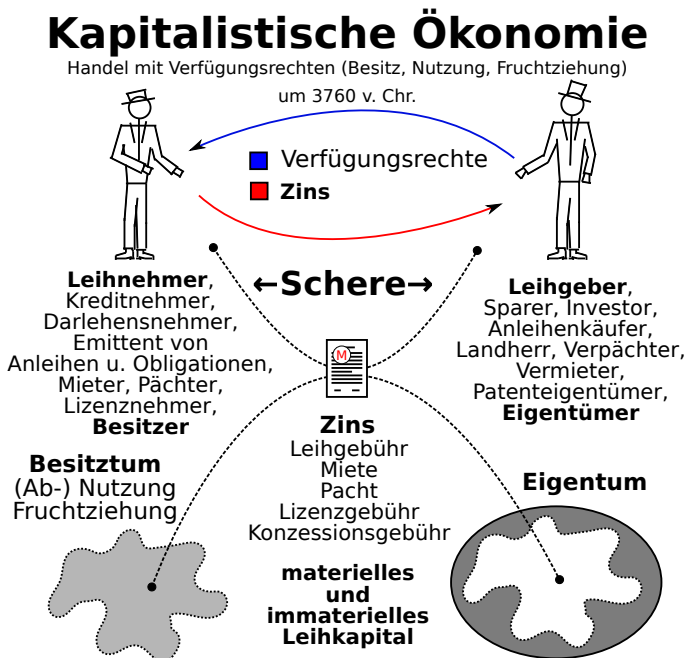 Kapitalistische Ökonomie
Handel mit Verfügungsrechten (Besitz, Nutzung, Fruchtziehung)
um 3760 v. Chr.
Verfügungsrechte
Zins
←Schere→
Leihnehmer,
Kreditnehmer,
Darlehensnehmer,
Emittent von
Anleihen u. Obligationen,
Mieter, Pächter,
Lizenznehmer,
Besitzer
Leihgeber,
Sparer, Investor,
Anleihenkäufer,
Landherr, Verpächter,
Vermieter,
Patenteigentümer,
Eigentümer
M
Zins
Leihgebühr
Miete
Pacht
Lizenzgebühr
Konzessionsgebühr
Besitztum
(Ab-) Nutzung
Fruchtziehung
Eigentum
materielles
und
immaterielles
Leihkapital